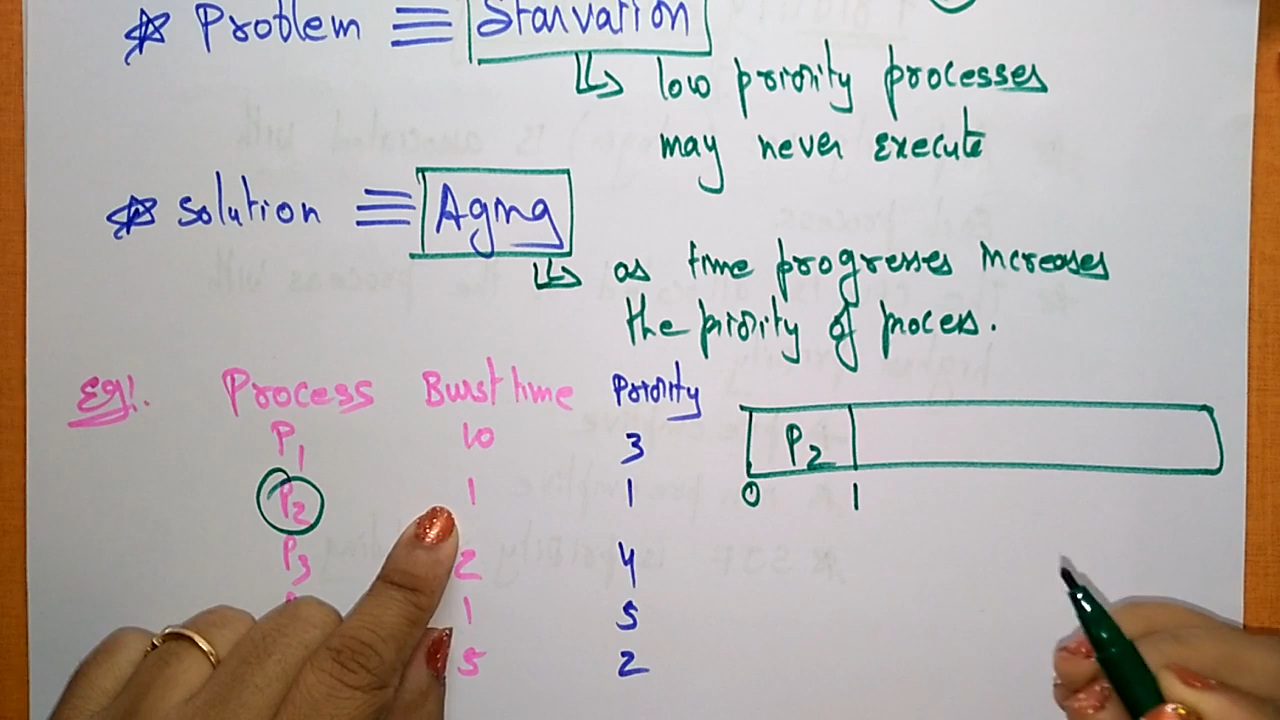 ☆ Problem ≡ Starvation
↳ low priority processes
may never execute
☆ Solution ≡ Aging
↳ as time progresses increases
the priority of proces.
Eg!. Process Burst time Priority
P1 10 3
P2 1 1
P3 2 4
1 5
5 2
P2
0 1